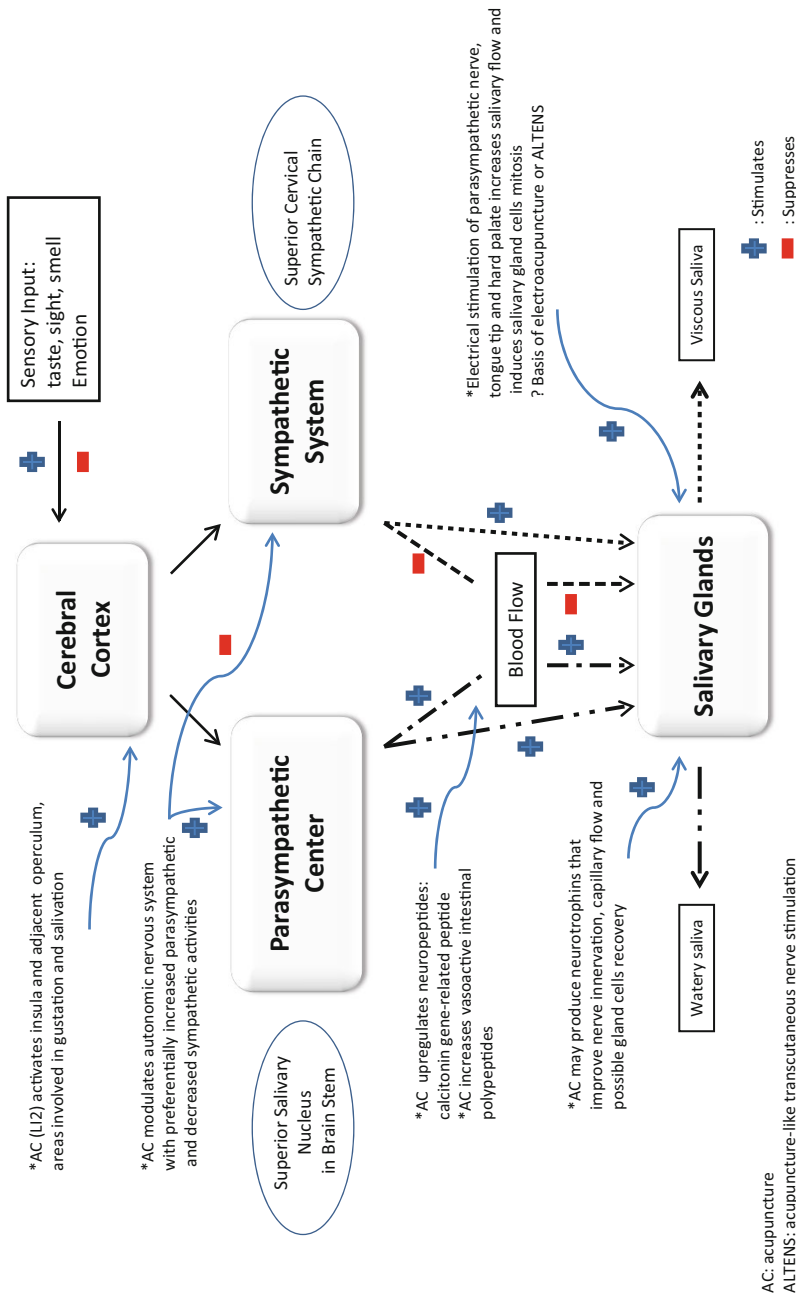 Sensory Input:
taste, sight, smell
Emotion
Cerebral
Cortex
*AC (LI2) activates insula and adjacent operculum,
areas involved in gustation and salivation
*AC modulates autonomic nervous system
with preferentially increased parasympathetic
and decreased sympathetic activities
Superior Salivary
Nucleus
in Brain Stem
Parasympathetic
Center
Sympathetic
System
Superior Cervical
Sympathetic Chain
*AC upregulates neuropeptides:
calcitonin gene-related peptide
*AC increases vasoactive intestinal
polypeptides
Blood Flow
*Electrical stimulation of parasympathetic nerve,
tongue tip and hard palate increases salivary flow and
induces salivary gland cells mitosis
? Basis of electroacupuncture or ALTENS
*AC may produce neurotrophins that
improve nerve innervation, capillary flow and
possible gland cells recovery
Watery saliva
Salivary Glands
Viscous Saliva
: Stimulates
: Suppresses
AC: acupuncture
ALTENS: acupuncture-like transcutaneous nerve stimulation